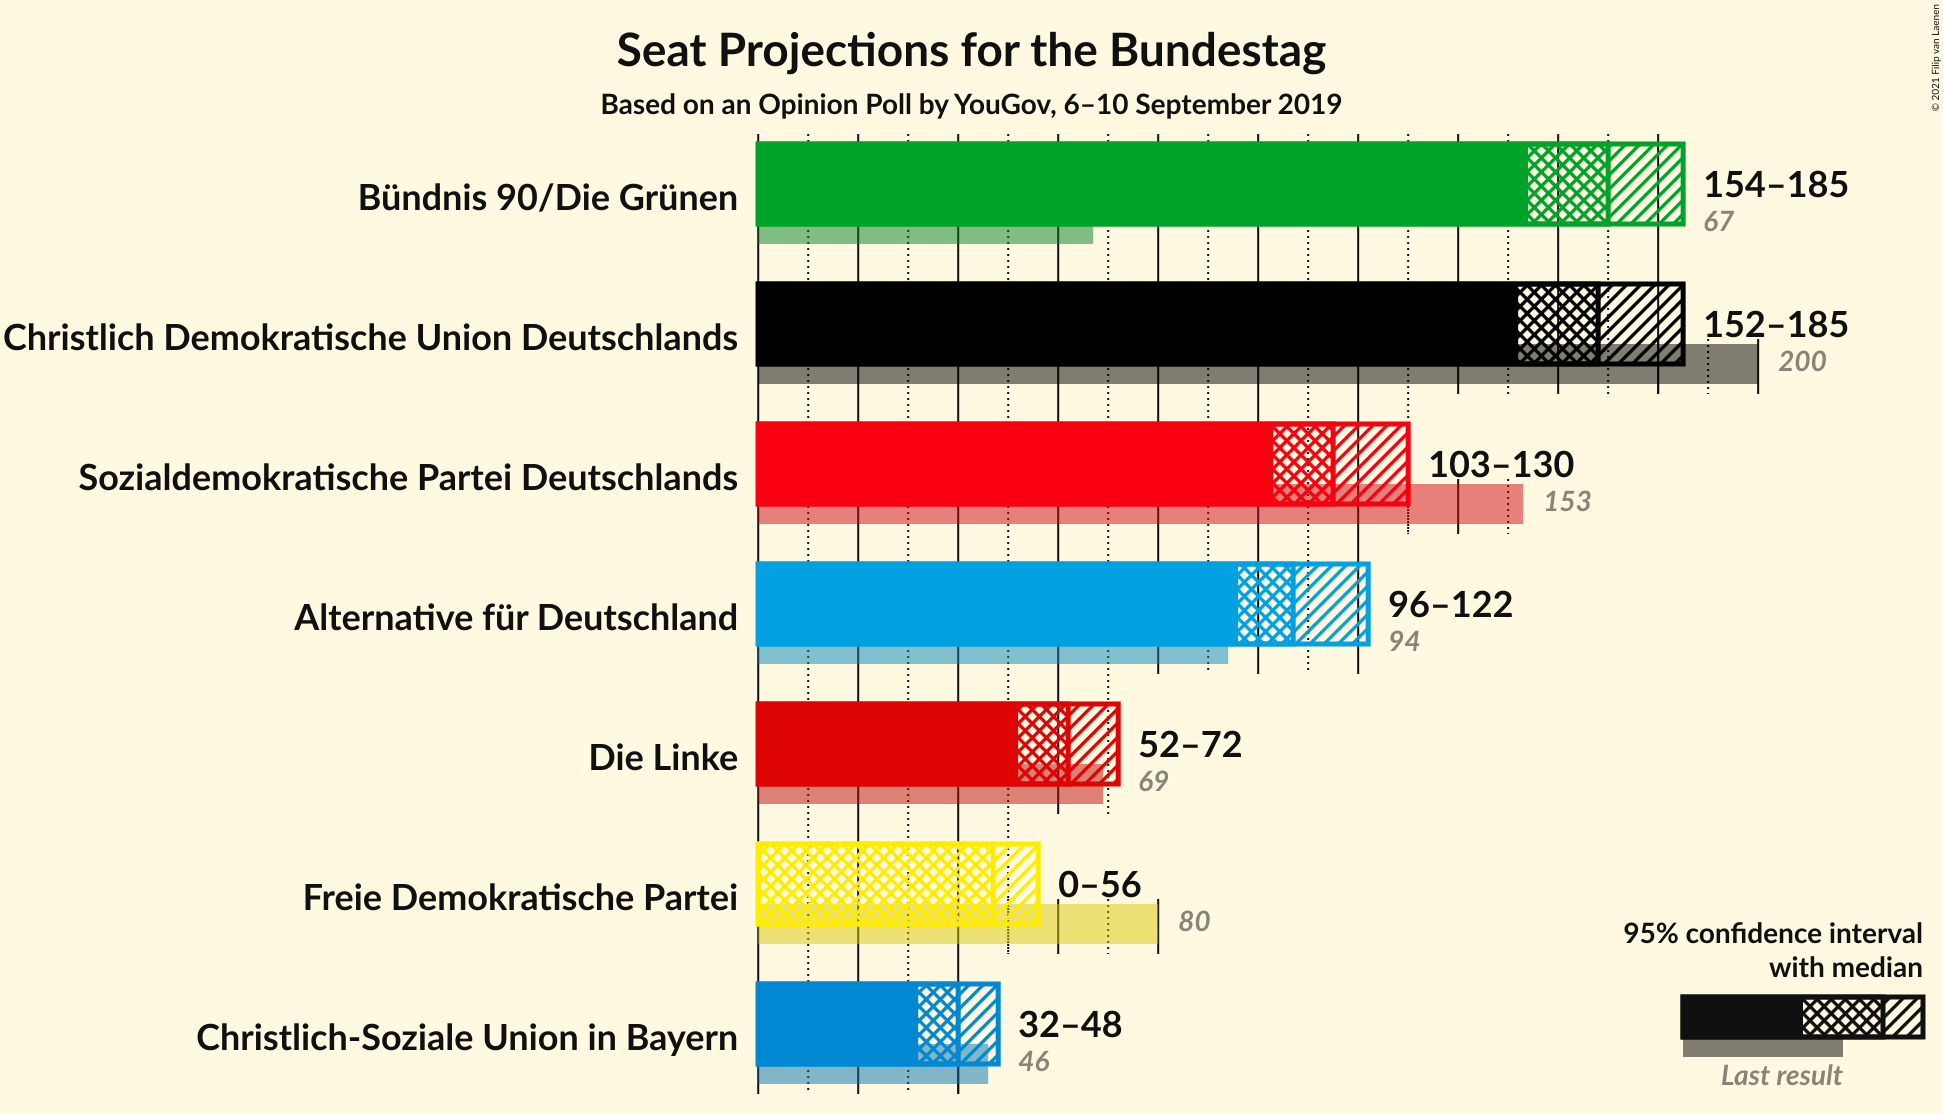 Seat Projections for the Bundestag
Based on an Opinion Poll by YouGov, 6–10 September 2019
© 2021 Filip van Laenen
Bündnis 90/Die Grünen
154–185
67
Christlich Demokratische Union Deutschlands
152–185
200
Sozialdemokratische Partei Deutschlands
103–130
153
Alternative für Deutschland
96–122
94
Die Linke
52–72
69
Freie Demokratische Partei
0–56
80
Christlich-Soziale Union in Bayern
32–48
46
95% confidence interval
with median
Last result